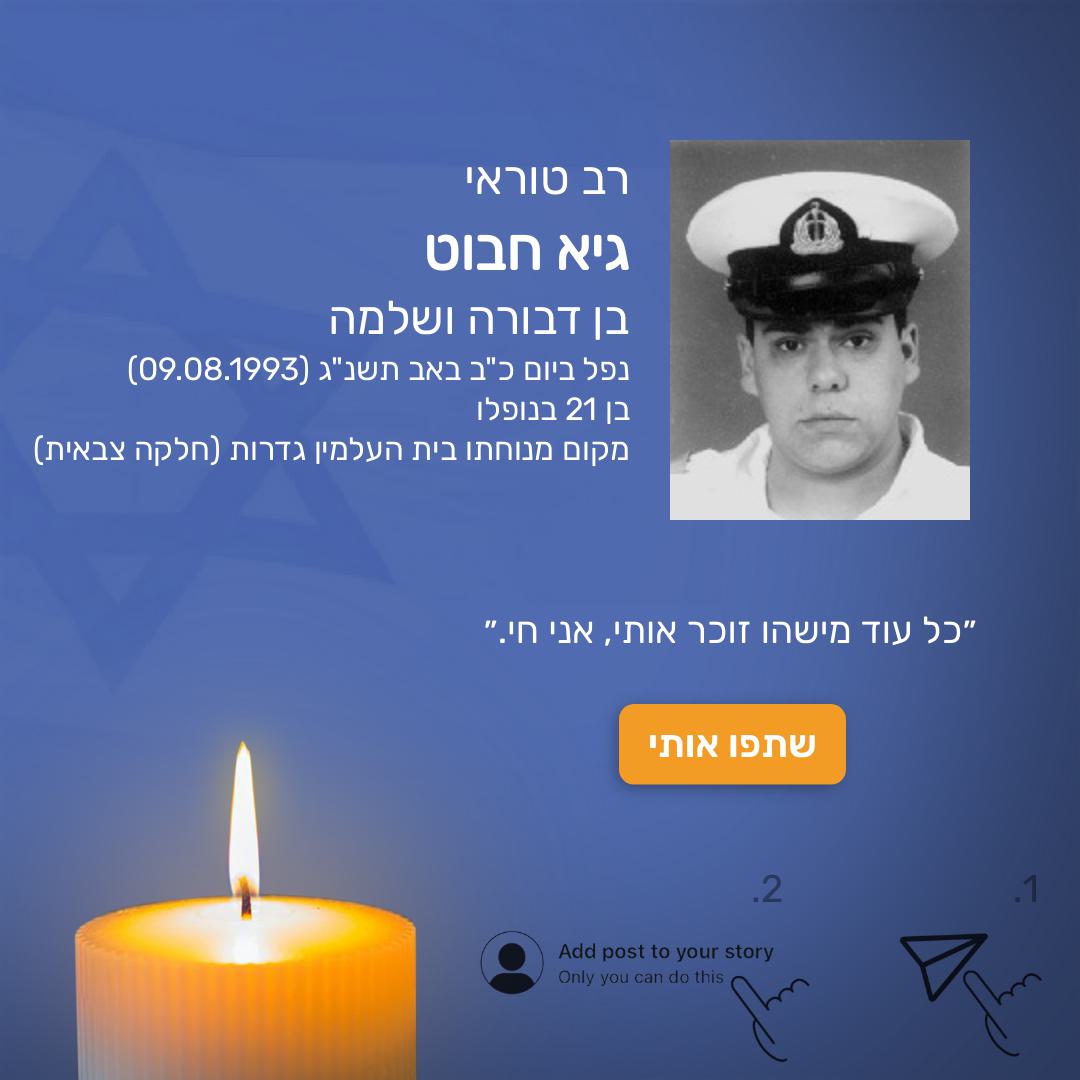 רב טוראי
גיא חבוט
בן דבורה ושלמה
נפל ביום כ"ב באב תשנ"ג (09.08.1993)
בן 21 בנופלו
מקום מנוחתו בית העלמין גדרות (חלקה צבאית)
״כל עוד מישהו זוכר אותי, אני חי.״
שתפו אותי
1.
2.
Add post to your story
Only you can do this